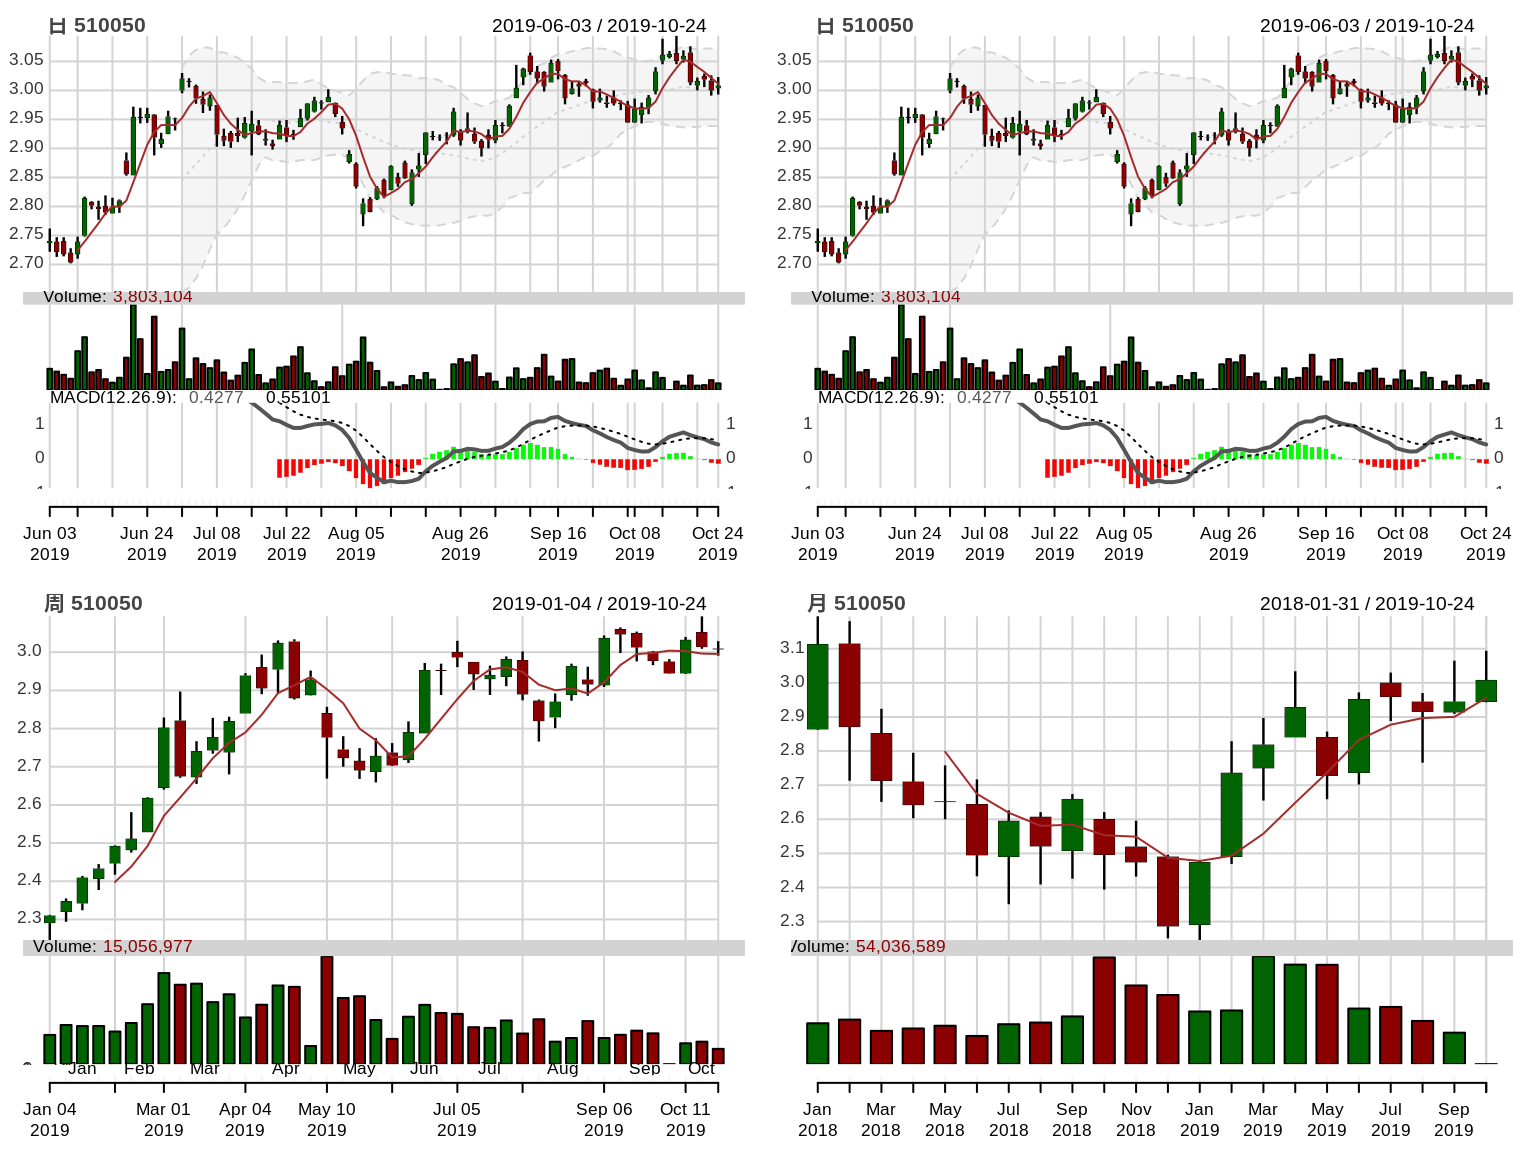 日 510050 2019-06-03 / 2019-10-24
3.05
3.00
2.95
2.90
2.85
2.80
2.75
2.70
Volume: 3,803,104
MACD(12,26,9): 0.4277 0.55101
1 1
0 0
Jun 03 Jun 24 Jul 08 Jul 22 Aug 05 Aug 26 Sep 16 Oct 08 Oct 24
2019 2019 2019 2019 2019 2019 2019 2019 2019
日 510050 2019-06-03 / 2019-10-24
3.05
3.00
2.95
2.90
2.85
2.80
2.75
2.70
Volume: 3,803,104
MACD(12,26,9): 0.4277 0.55101
1 1
0 0
Jun 03 Jun 24 Jul 08 Jul 22 Aug 05 Aug 26 Sep 16 Oct 08 Oct 24
2019 2019 2019 2019 2019 2019 2019 2019 2019
周 510050 2019-01-04 / 2019-10-24
3.0
2.9
2.8
2.7
2.6
2.5
2.4
2.3
Volume: 15,056,977
Jan Feb Mar Apr May Jun Jul Aug Sep Oct
Jan 04 Mar 01 Apr 04 May 10 Jul 05 Sep 06 Oct 11
2019 2019 2019 2019 2019 2019 2019
月 510050 2018-01-31 / 2019-10-24
3.1
3.0
2.9
2.8
2.7
2.6
2.5
2.4
2.3
Volume: 54,036,589
Jan Mar May Jul Sep Nov Jan Mar May Jul Sep
2018 2018 2018 2018 2018 2018 2019 2019 2019 2019 2019